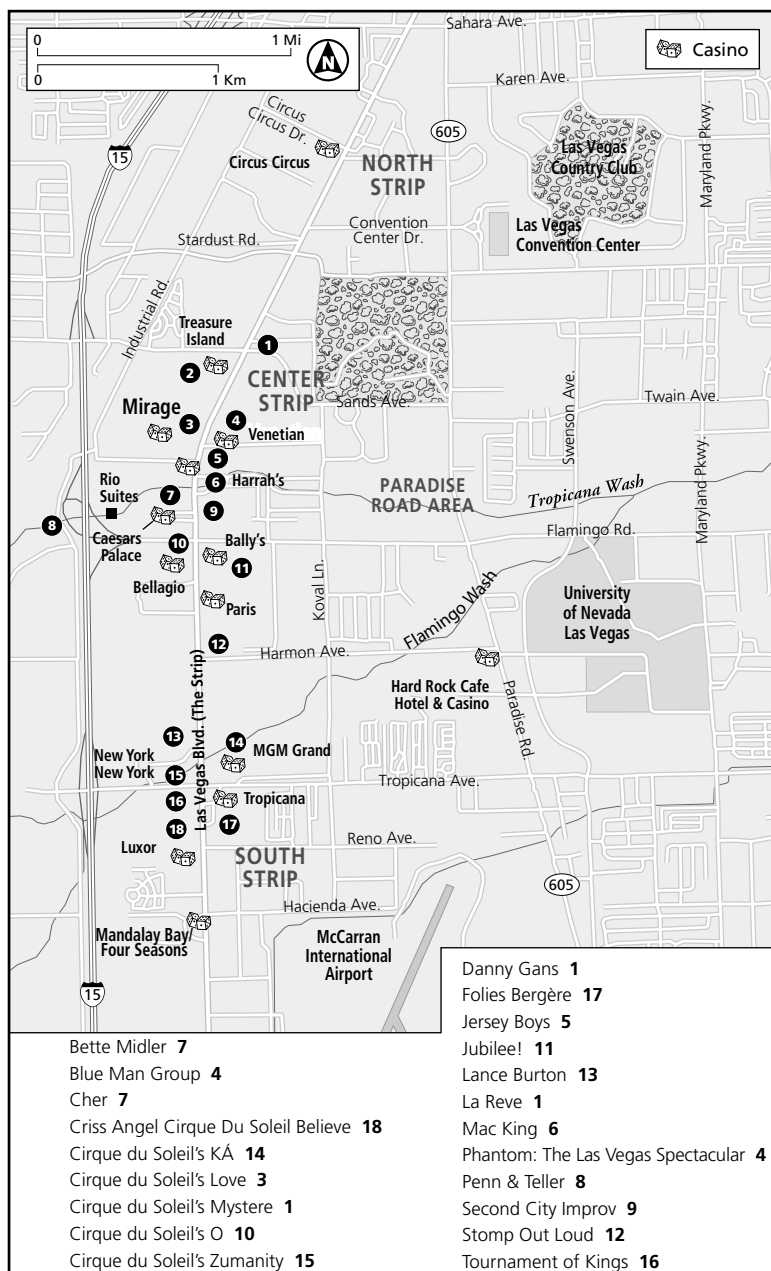 0 1 Mi
0 1 Km
N
Casino
Sahara Ave.
Karen Ave.
15
Circus
Circus Dr.
Circus Circus
605
NORTH
STRIP
Las Vegas
Country Club
Maryland Pkwy.
Stardust Rd.
Convention
Center Dr.
Las Vegas
Convention Center
Industrial Rd.
Treasure
Island
1
2
CENTER
STRIP
Sands Ave.
Swenson Ave.
Twain Ave.
Mirage
3
4
Venetian
5
Rio
Suites
7
6
Harrah's
PARADISE
ROAD AREA
Tropicana Wash
Maryland Pkwy.
8
9
Caesars
Palace
10
Bally's
11
Flamingo Rd.
Bellagio
Paris
Koval Ln.
Flamingo Wash
University
of Nevada
Las Vegas
12
Harmon Ave.
Hard Rock Cafe
Hotel & Casino
Paradise Rd.
Las Vegas Blvd. (The Strip)
13
14
MGM Grand
New York
New York
15
Tropicana Ave.
16
Tropicana
18
17
Reno Ave.
Luxor
SOUTH
STRIP
605
Hacienda Ave.
Mandalay Bay/
Four Seasons
McCarran
International
Airport
15
Bette Midler 7
Blue Man Group 4
Cher 7
Criss Angel Cirque Du Soleil Believe 18
Cirque du Soleil's KÁ 14
Cirque du Soleil's Love 3
Cirque du Soleil's Mystere 1
Cirque du Soleil's O 10
Cirque du Soleil's Zumanity 15
Danny Gans 1
Folies Bergère 17
Jersey Boys 5
Jubilee! 11
Lance Burton 13
La Reve 1
Mac King 6
Phantom: The Las Vegas Spectacular 4
Penn & Teller 8
Second City Improv 9
Stomp Out Loud 12
Tournament of Kings 16